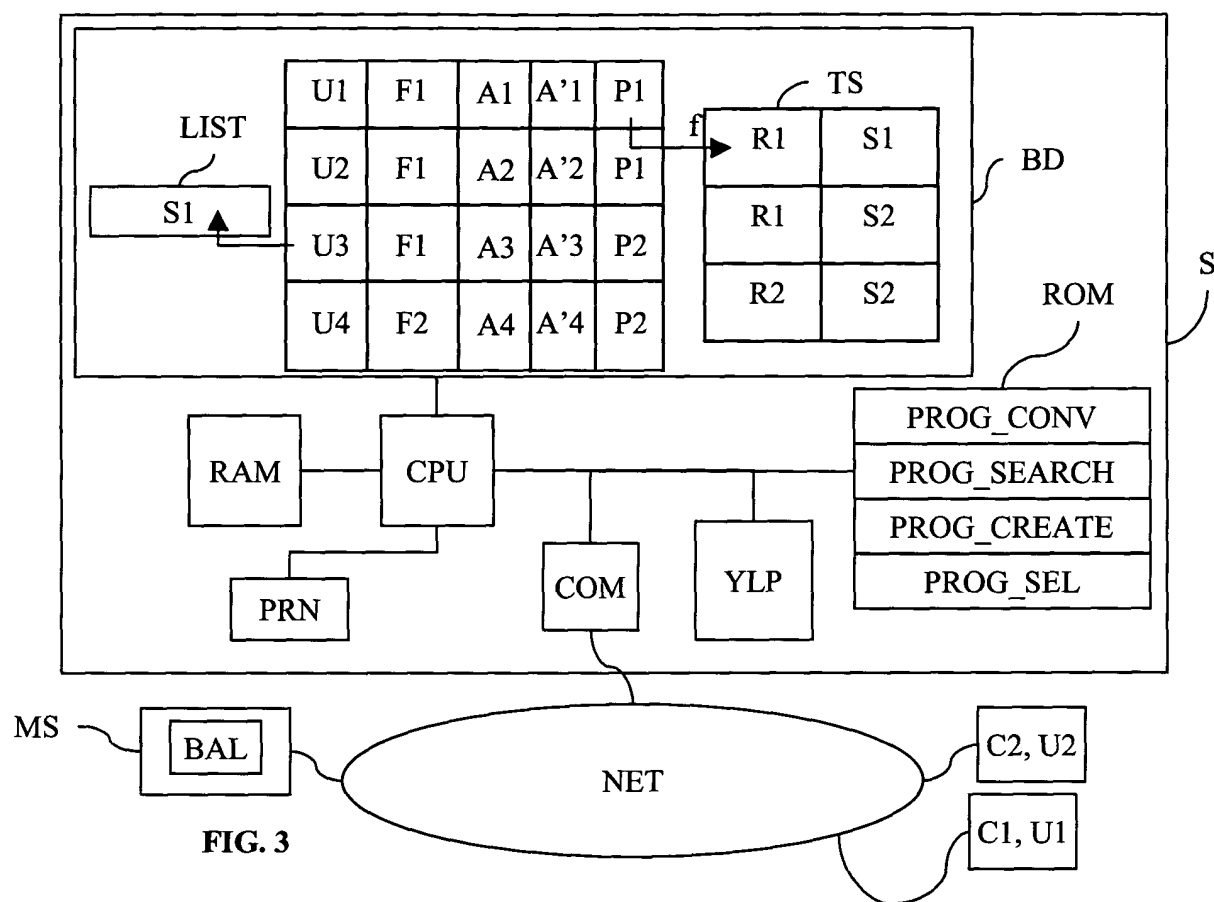 U1 F1 A1 A’1 P1
TS
f
LIST
R1 S1
U2 F1 A2 A’2 P1
BD
S1
R1 S2
U3 F1 A3 A’3 P2
S
R2 S2
ROM
U4 F2 A4 A’4 P2
PROG_CONV
RAM
CPU
PROG_SEARCH
PROG_CREATE
COM
YLP
PROG_SEL
PRN
MS
BAL
C2, U2
NET
C1, U1
FIG. 3